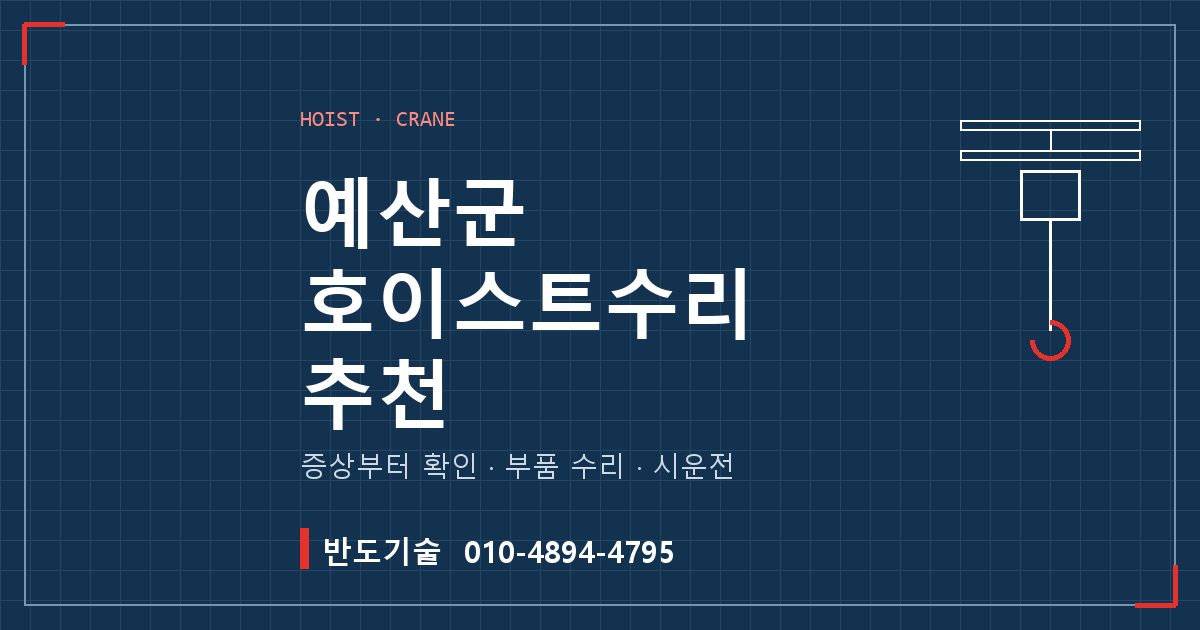 HOIST · CRANE
예산군
호이스트수리
추천
증상부터 확인 · 부품 수리 · 시운전
반도기술 010-4894-4795